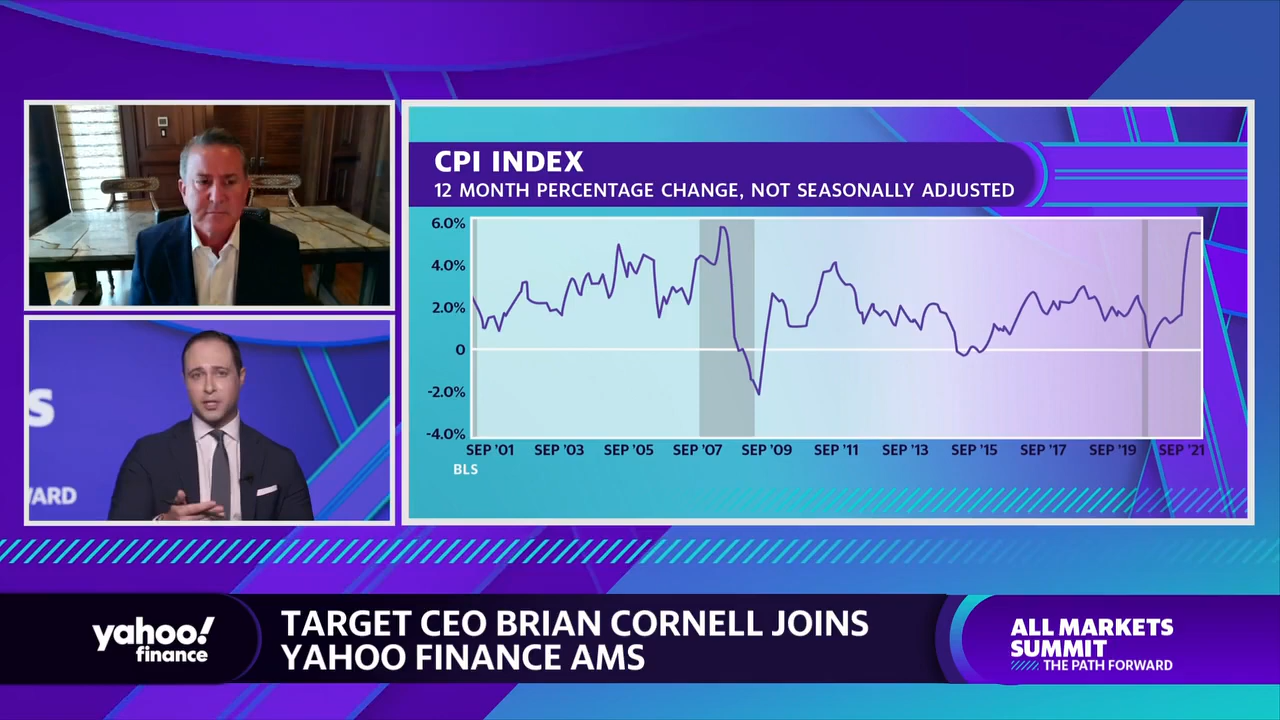 CPI INDEX
12 MONTH PERCENTAGE CHANGE, NOT SEASONALLY ADJUSTED
6.0%
4.0%
2.0%
0
-2.0%
-4.0%
SEP '01 SEP '03 SEP '05 SEP '07 SEP '09 SEP '11 SEP '13 SEP '15 SEP '17 SEP '19 SEP '21
BLS
S
WARD
yahoo!
finance
TARGET CEO BRIAN CORNELL JOINS
YAHOO FINANCE AMS
ALL MARKETS
SUMMIT
THE PATH FORWARD